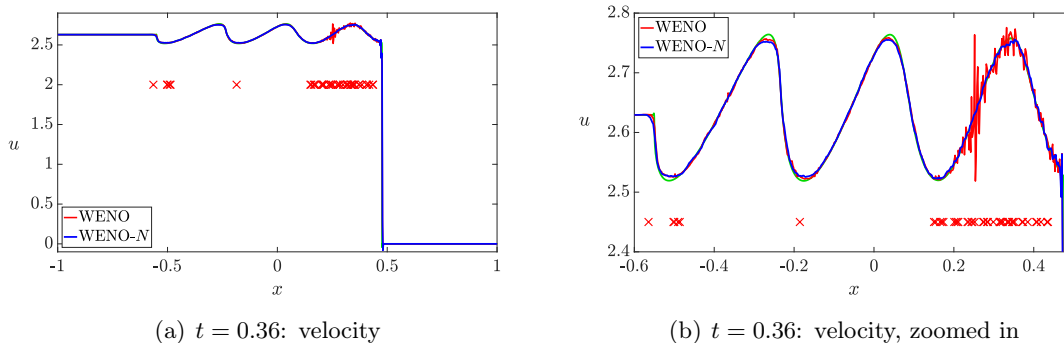 2.5
2
1.5
1
0.5
0
u
WENO
WENO-N
-1
-0.5
0
0.5
1
x
(a) t = 0.36: velocity
2.8
2.7
2.6
2.5
2.4
u
WENO
WENO-N
-0.6
-0.4
-0.2
0
0.2
0.4
x
(b) t = 0.36: velocity, zoomed in